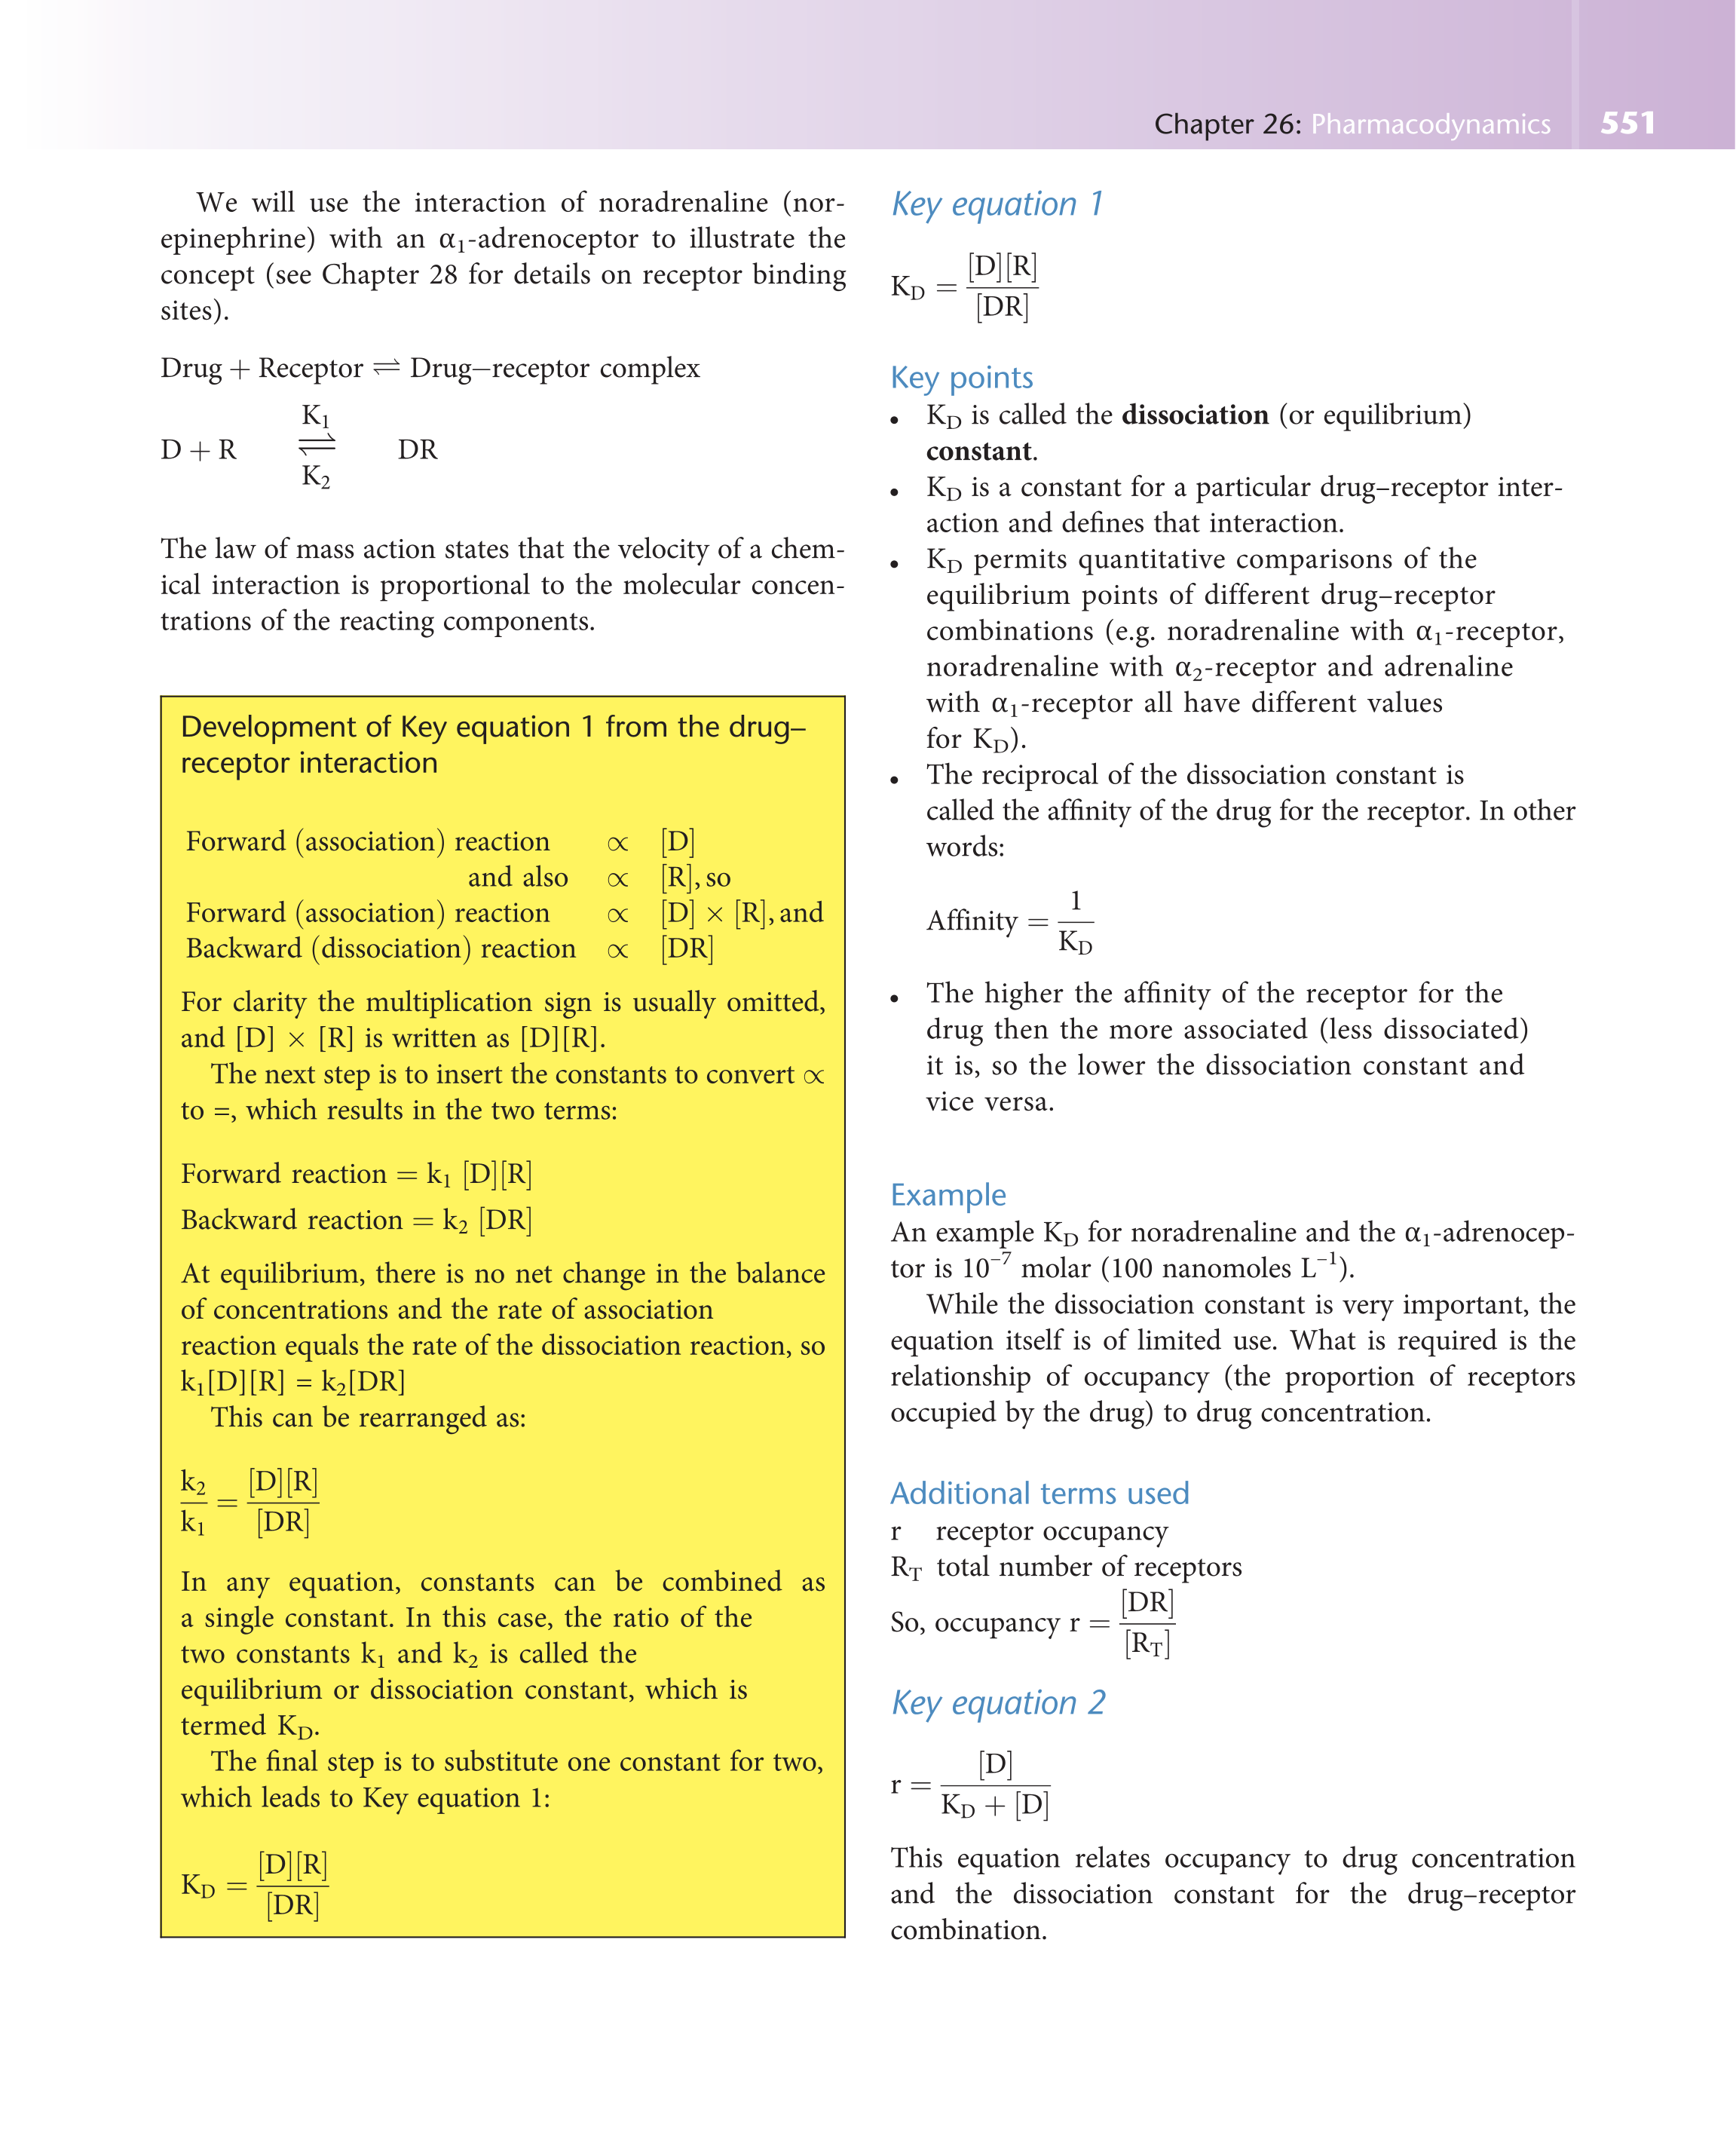 Chapter 26: Pharmacodynamics 551
We will use the interaction of noradrenaline (nor-
epinephrine) with an α₁-adrenoceptor to illustrate the
concept (see Chapter 28 for details on receptor binding
sites).
Drug + Receptor ⇌ Drug–receptor complex
K₁
D + R ⇌ DR
K₂
The law of mass action states that the velocity of a chem-
ical interaction is proportional to the molecular concen-
trations of the reacting components.
Development of Key equation 1 from the drug–
receptor interaction
Forward (association) reaction ∝ [D]
and also ∝ [R], so
Forward (association) reaction ∝ [D] × [R], and
Backward (dissociation) reaction ∝ [DR]
For clarity the multiplication sign is usually omitted,
and [D] × [R] is written as [D][R].
The next step is to insert the constants to convert ∝
to =, which results in the two terms:
Forward reaction = k₁ [D][R]
Backward reaction = k₂ [DR]
At equilibrium, there is no net change in the balance
of concentrations and the rate of association
reaction equals the rate of the dissociation reaction, so
k₁[D][R] = k₂[DR]
This can be rearranged as:
k₂/k₁ = [D][R]/[DR]
In any equation, constants can be combined as
a single constant. In this case, the ratio of the
two constants k₁ and k₂ is called the
equilibrium or dissociation constant, which is
termed K_D.
The final step is to substitute one constant for two,
which leads to Key equation 1:
K_D = [D][R]/[DR]
Key equation 1
K_D = [D][R]/[DR]
Key points
• K_D is called the dissociation (or equilibrium)
constant.
• K_D is a constant for a particular drug–receptor inter-
action and defines that interaction.
• K_D permits quantitative comparisons of the
equilibrium points of different drug–receptor
combinations (e.g. noradrenaline with α₁-receptor,
noradrenaline with α₂-receptor and adrenaline
with α₁-receptor all have different values
for K_D).
• The reciprocal of the dissociation constant is
called the affinity of the drug for the receptor. In other
words:
Affinity = 1/K_D
• The higher the affinity of the receptor for the
drug then the more associated (less dissociated)
it is, so the lower the dissociation constant and
vice versa.
Example
An example K_D for noradrenaline and the α₁-adrenocep-
tor is 10⁻⁷ molar (100 nanomoles L⁻¹).
While the dissociation constant is very important, the
equation itself is of limited use. What is required is the
relationship of occupancy (the proportion of receptors
occupied by the drug) to drug concentration.
Additional terms used
r receptor occupancy
R_T total number of receptors
So, occupancy r = [DR]/[R_T]
Key equation 2
r = [D]/(K_D + [D])
This equation relates occupancy to drug concentration
and the dissociation constant for the drug–receptor
combination.